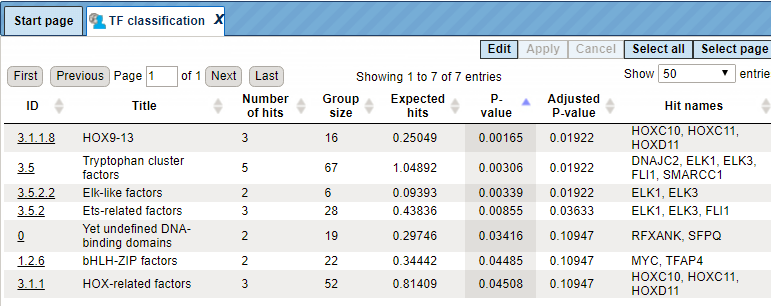 Start page TF classification X
Edit Apply Cancel Select all Select page
First Previous Page 1 of 1 Next Last Showing 1 to 7 of 7 entries Show 50 entrie
ID Title Number of hits Group size Expected hits P-value Adjusted P-value Hit names
3.1.1.8 HOX9-13 3 16 0.25049 0.00165 0.01922 HOXC10, HOXC11, HOXD11
3.5 Tryptophan cluster factors 5 67 1.04892 0.00306 0.01922 DNAJC2, ELK1, ELK3, FLI1, SMARCC1
3.5.2.2 Elk-like factors 2 6 0.09393 0.00339 0.01922 ELK1, ELK3
3.5.2 Ets-related factors 3 28 0.43836 0.00855 0.03633 ELK1, ELK3, FLI1
0 Yet undefined DNA-binding domains 2 19 0.29746 0.03416 0.10947 RFXANK, SFPQ
1.2.6 bHLH-ZIP factors 2 22 0.34442 0.04485 0.10947 MYC, TFAP4
3.1.1 HOX-related factors 3 52 0.81409 0.04508 0.10947 HOXC10, HOXC11, HOXD11